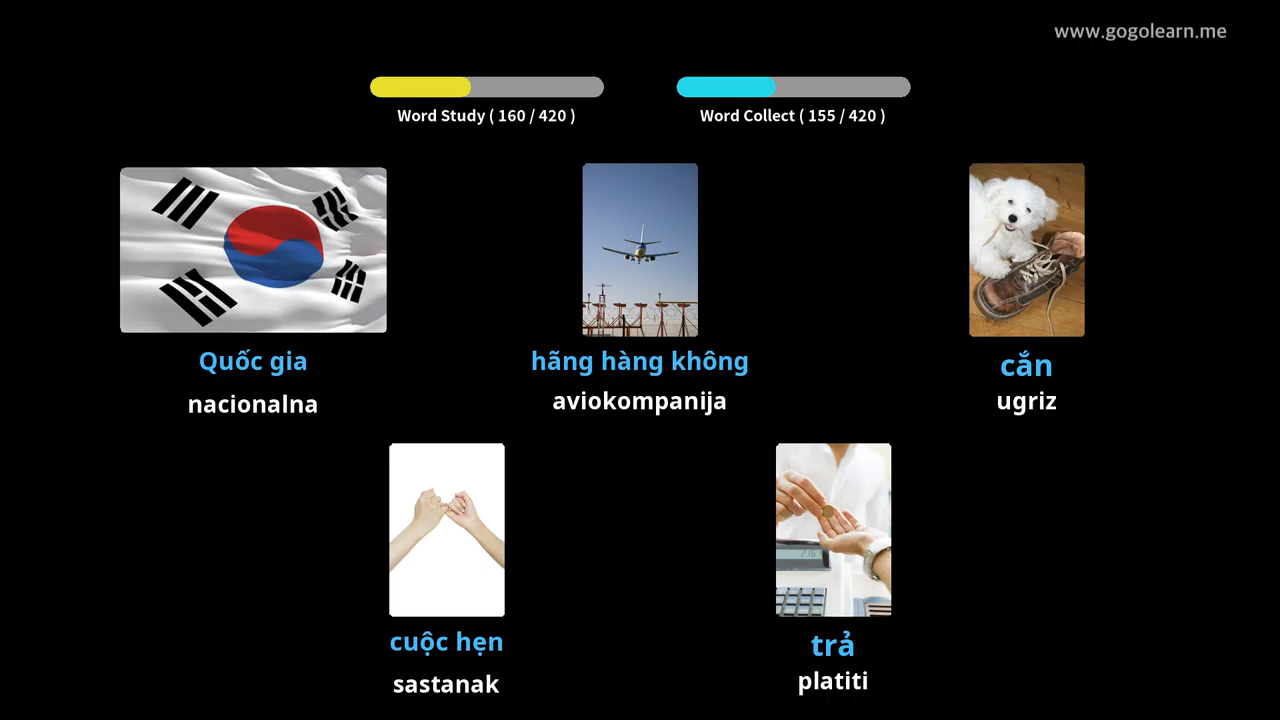 www.gogolearn.me
Word Study ( 160 / 420 )
Word Collect ( 155 / 420 )
Quốc gia
nacionalna
hãng hàng không
aviokompanija
cắn
ugriz
cuộc hẹn
sastanak
trả
platiti